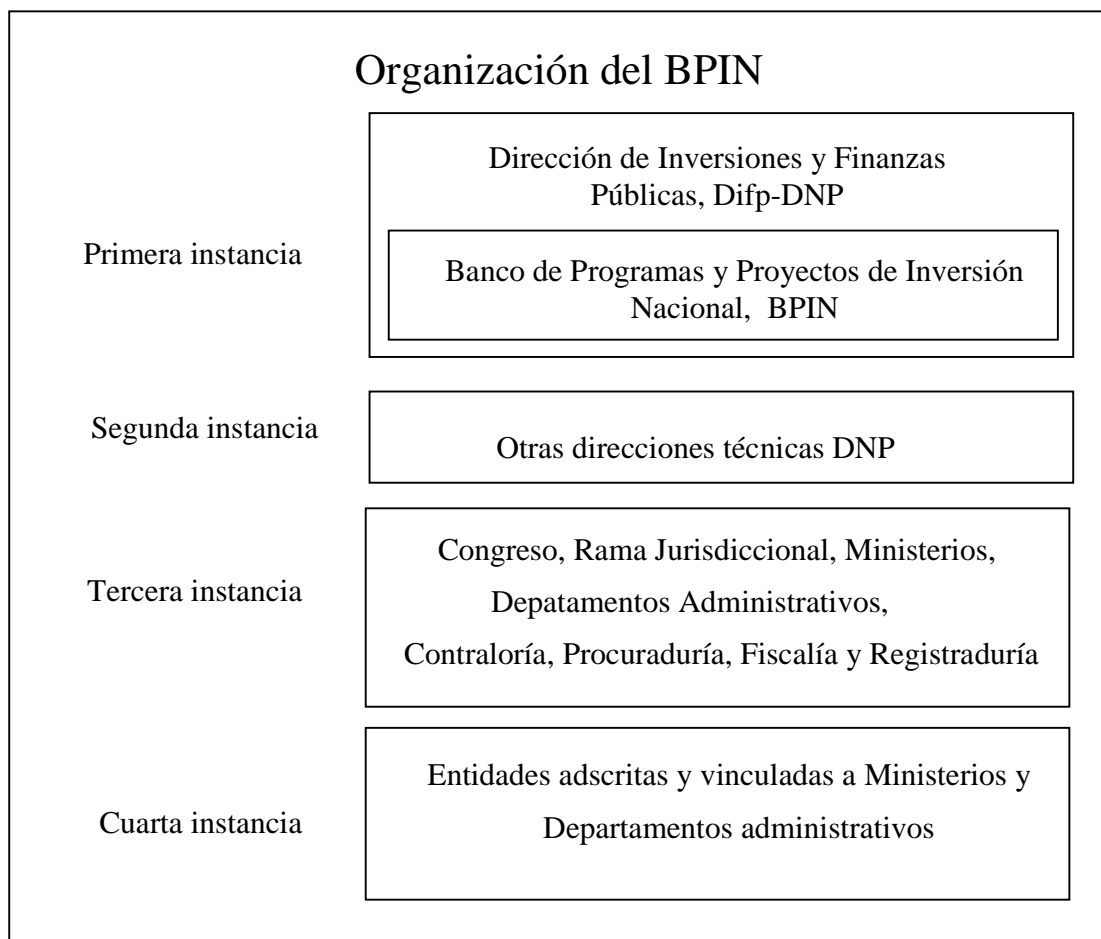 Organización del BPIN
Dirección de Inversiones y Finanzas
Públicas, Difp-DNP
Primera instancia
Banco de Programas y Proyectos de Inversión
Nacional, BPIN
Segunda instancia
Otras direcciones técnicas DNP
Tercera instancia
Congreso, Rama Jurisdiccional, Ministerios,
Depatamentos Administrativos,
Contraloría, Procuraduría, Fiscalía y Registraduría
Cuarta instancia
Entidades adscritas y vinculadas a Ministerios y
Departamentos administrativos